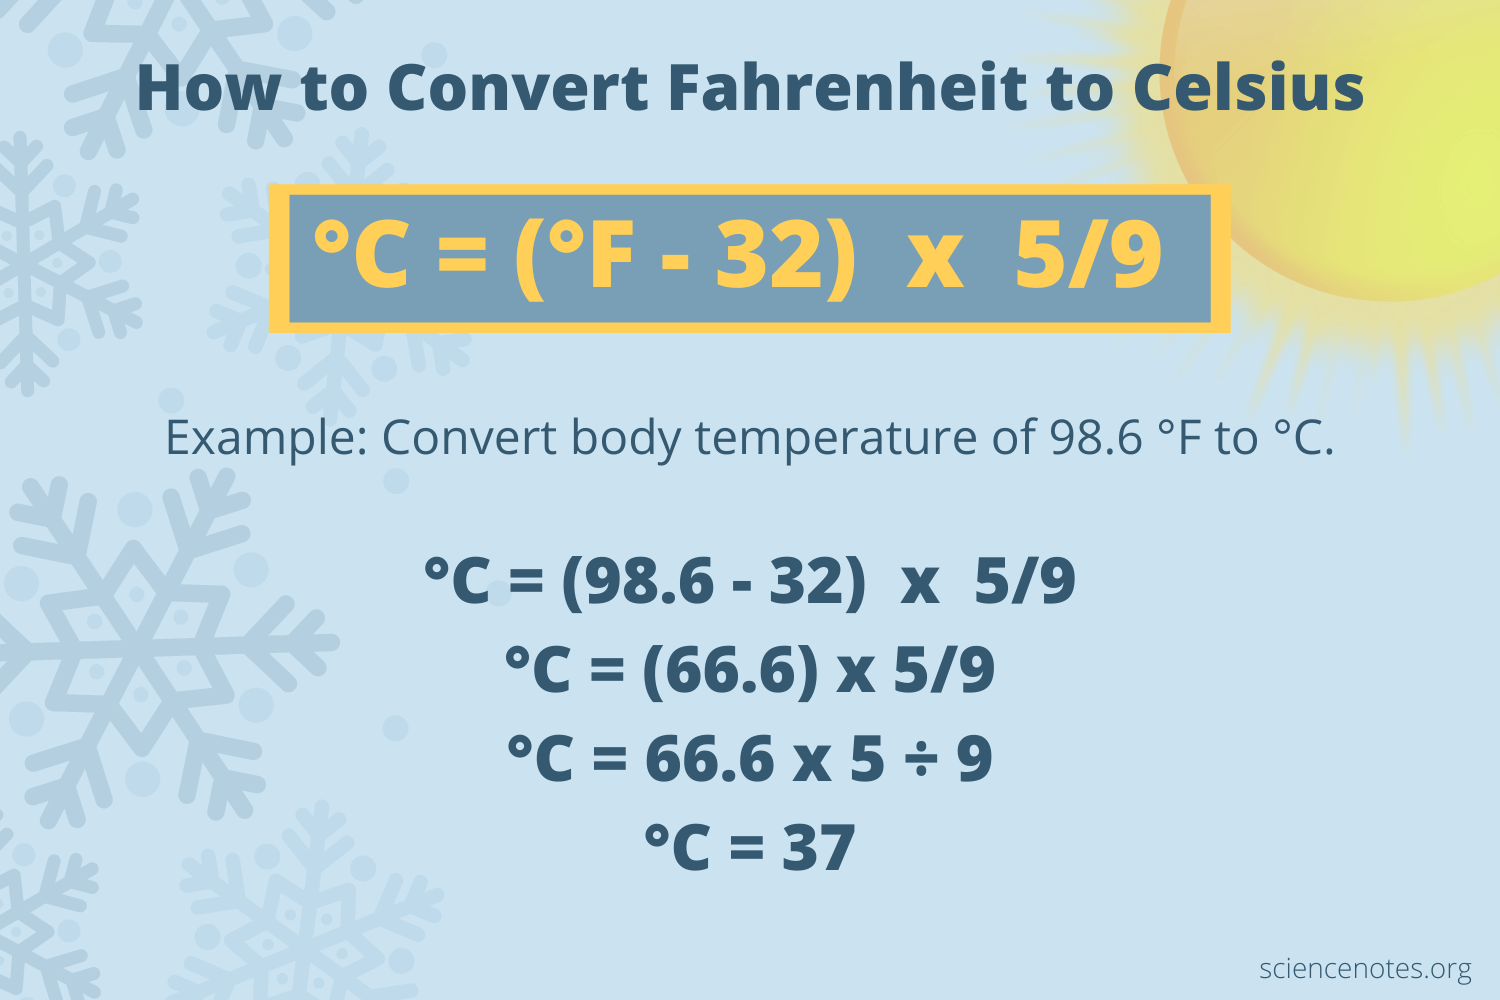 How to Convert Fahrenheit to Celsius
°C = (°F - 32) x 5/9
Example: Convert body temperature of 98.6 °F to °C.
°C = (98.6 - 32) x 5/9
°C = (66.6) x 5/9
°C = 66.6 x 5 ÷ 9
°C = 37
sciencenotes.org